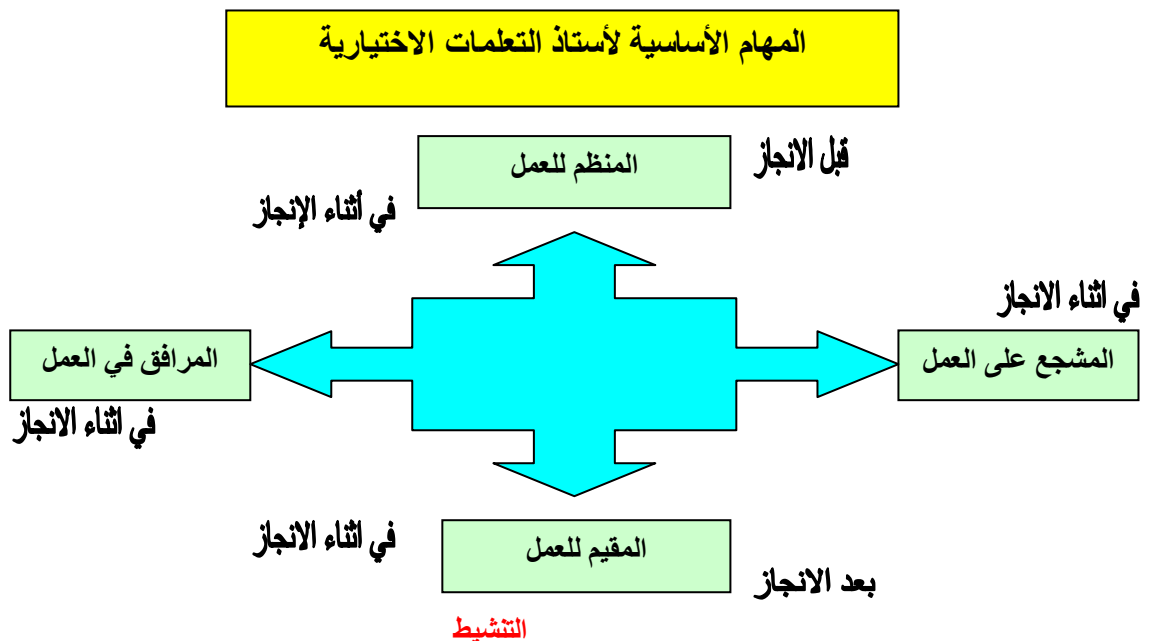 المهام الأساسية لأستاذ التعلمات الاختيارية
قبل الانجاز
المنظم للعمل
في أثناء الإنجاز
في اثناء الانجاز
المشجع على العمل
المرافق في العمل
في اثناء الانجاز
المقيم للعمل
في اثناء الانجاز
بعد الانجاز
التنشيط